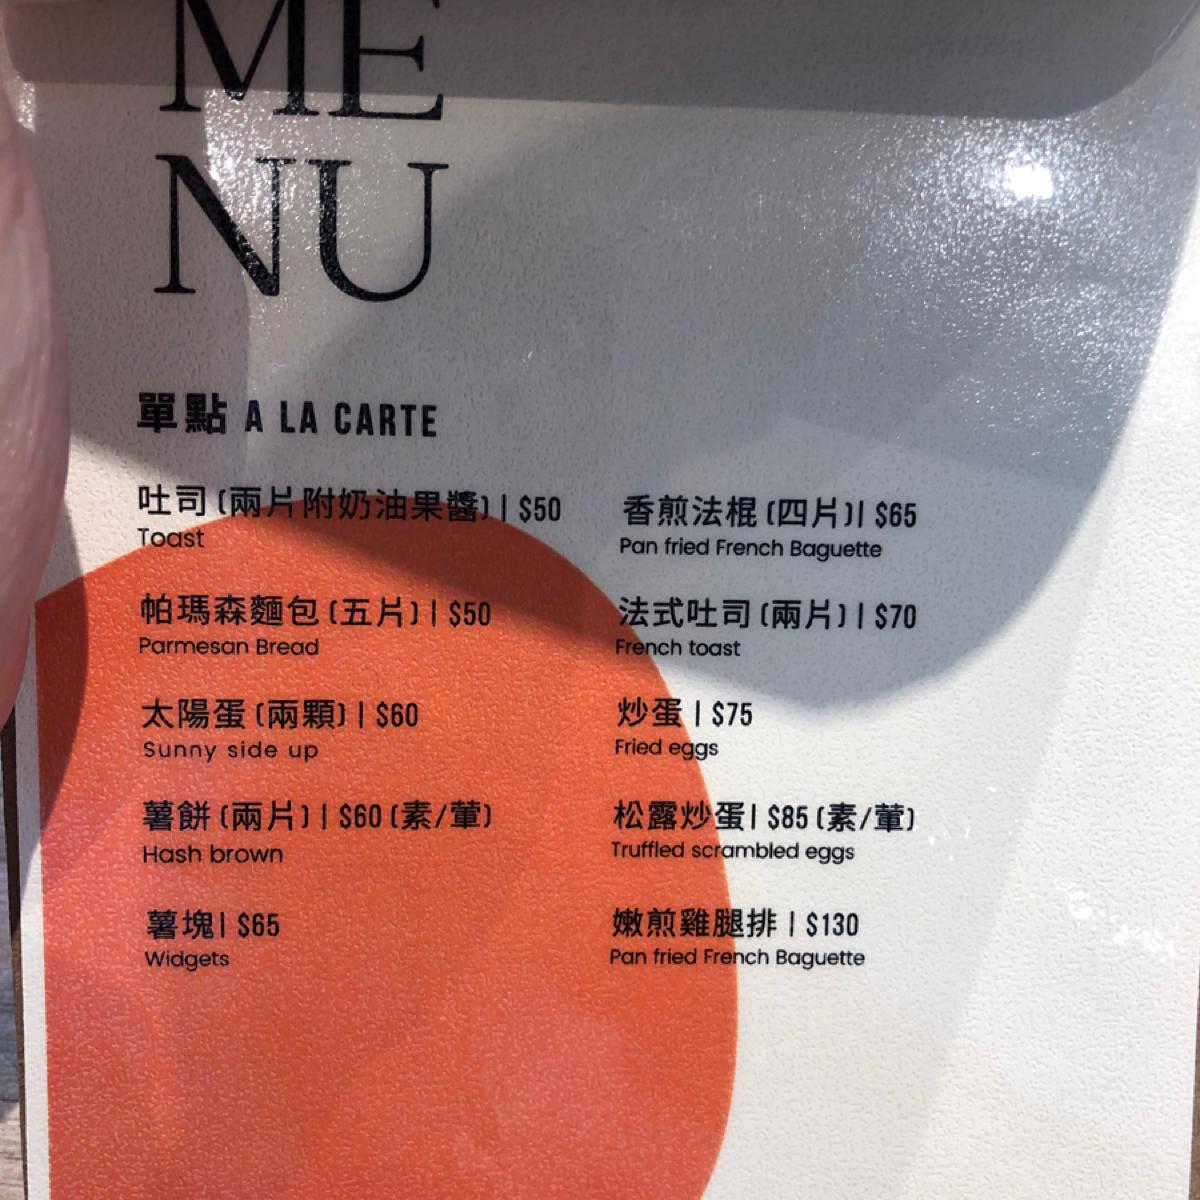 ME
NU
單點 A LA CARTE
吐司 (兩片附奶油果醬) | $50
Toast
帕瑪森麵包 (五片) | $50
Parmesan Bread
太陽蛋 (兩顆) | $60
Sunny side up
薯餅 (兩片) | $60 (素/葷)
Hash brown
薯塊| $65
Widgets
香煎法棍 (四片)| $65
Pan fried French Baguette
法式吐司 (兩片) | $70
French toast
炒蛋 | $75
Fried eggs
松露炒蛋| $85 (素/葷)
Truffled scrambled eggs
嫩煎雞腿排 | $130
Pan fried French Baguette